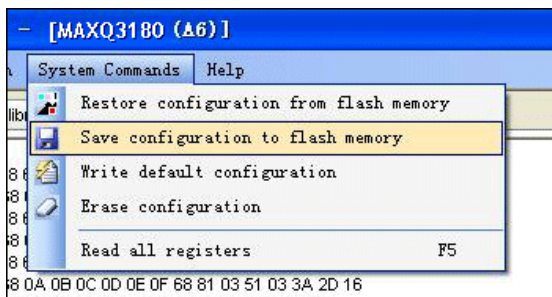 - [MAXQ3180 (A6)]
System Commands Help
libr
Restore configuration from flash memory
Save configuration to flash memory
Write default configuration
Erase configuration
Read all registers F5
68 0A 0B 0C 0D 0E 0F 68 81 03 51 03 3A 2D 16